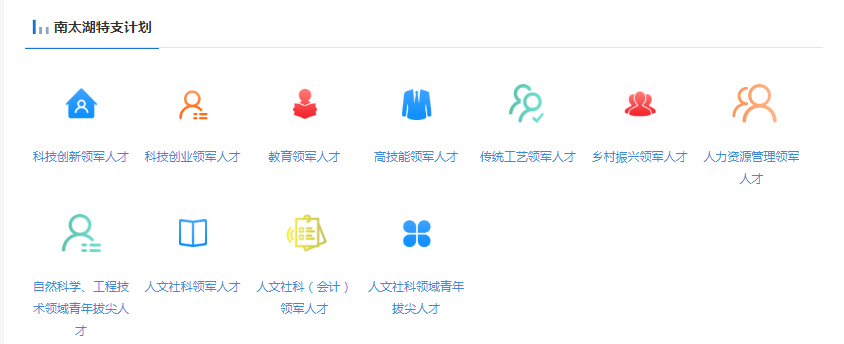 南太湖特支计划
科技创新领军人才 科技创业领军人才 教育领军人才 高技能领军人才 传统工艺领军人才 乡村振兴领军人才 人力资源管理领军
人才
自然科学、工程技 人文社科领军人才 人文社科（会计） 人文社科领域青年
术领域青年拔尖人 领军人才 拔尖人才
才